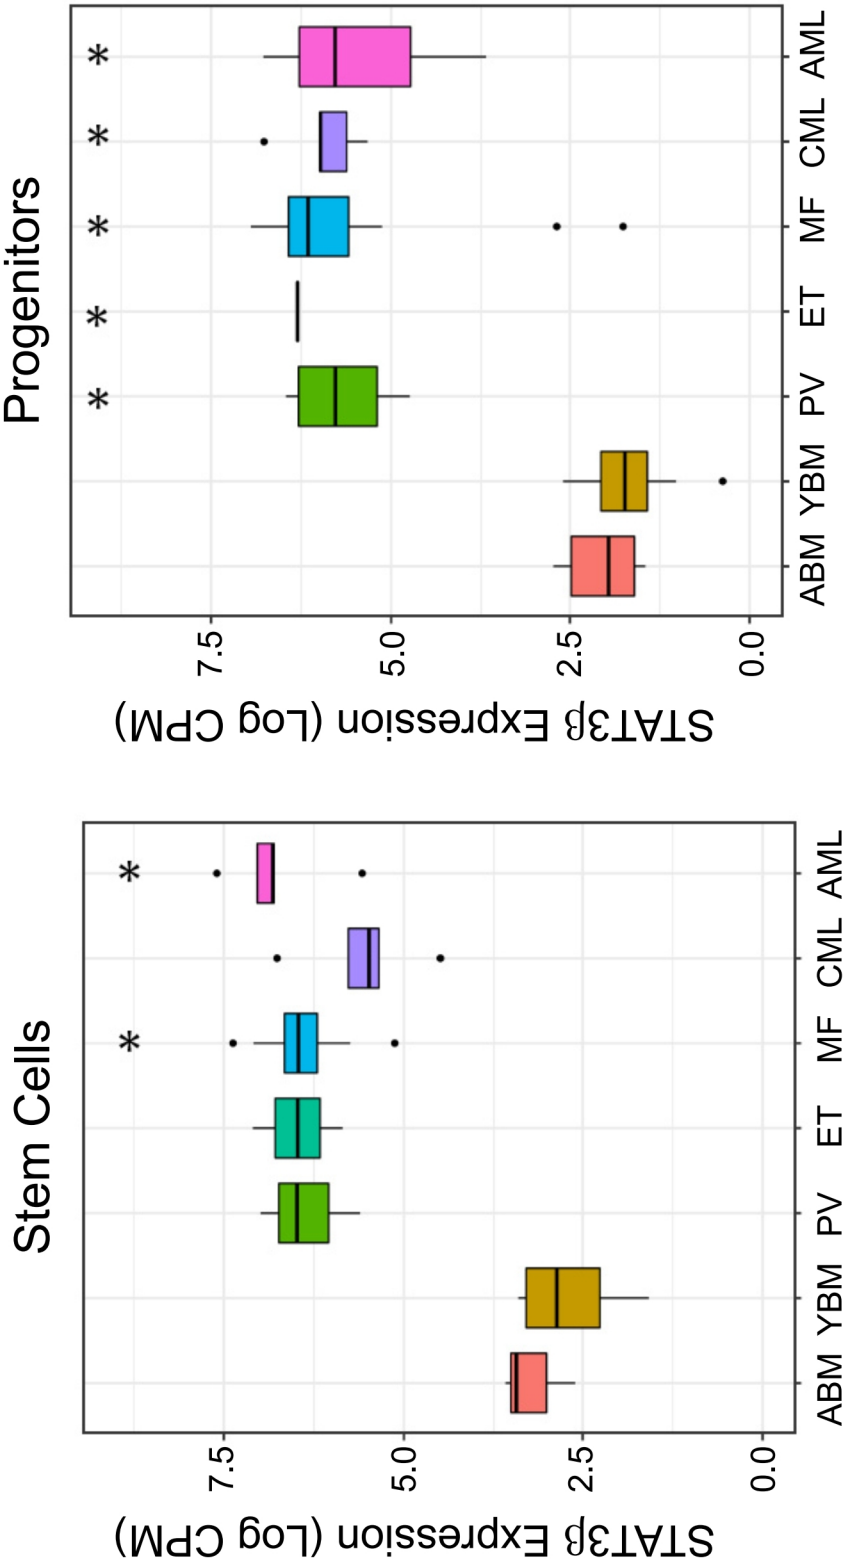 Stem Cells
STAT3β Expression (Log CPM)
7.5
5.0
2.5
0.0
* *
ABM YBM PV ET MF CML AML
Progenitors
STAT3β Expression (Log CPM)
7.5
5.0
2.5
0.0
* * * * *
ABM YBM PV ET MF CML AML